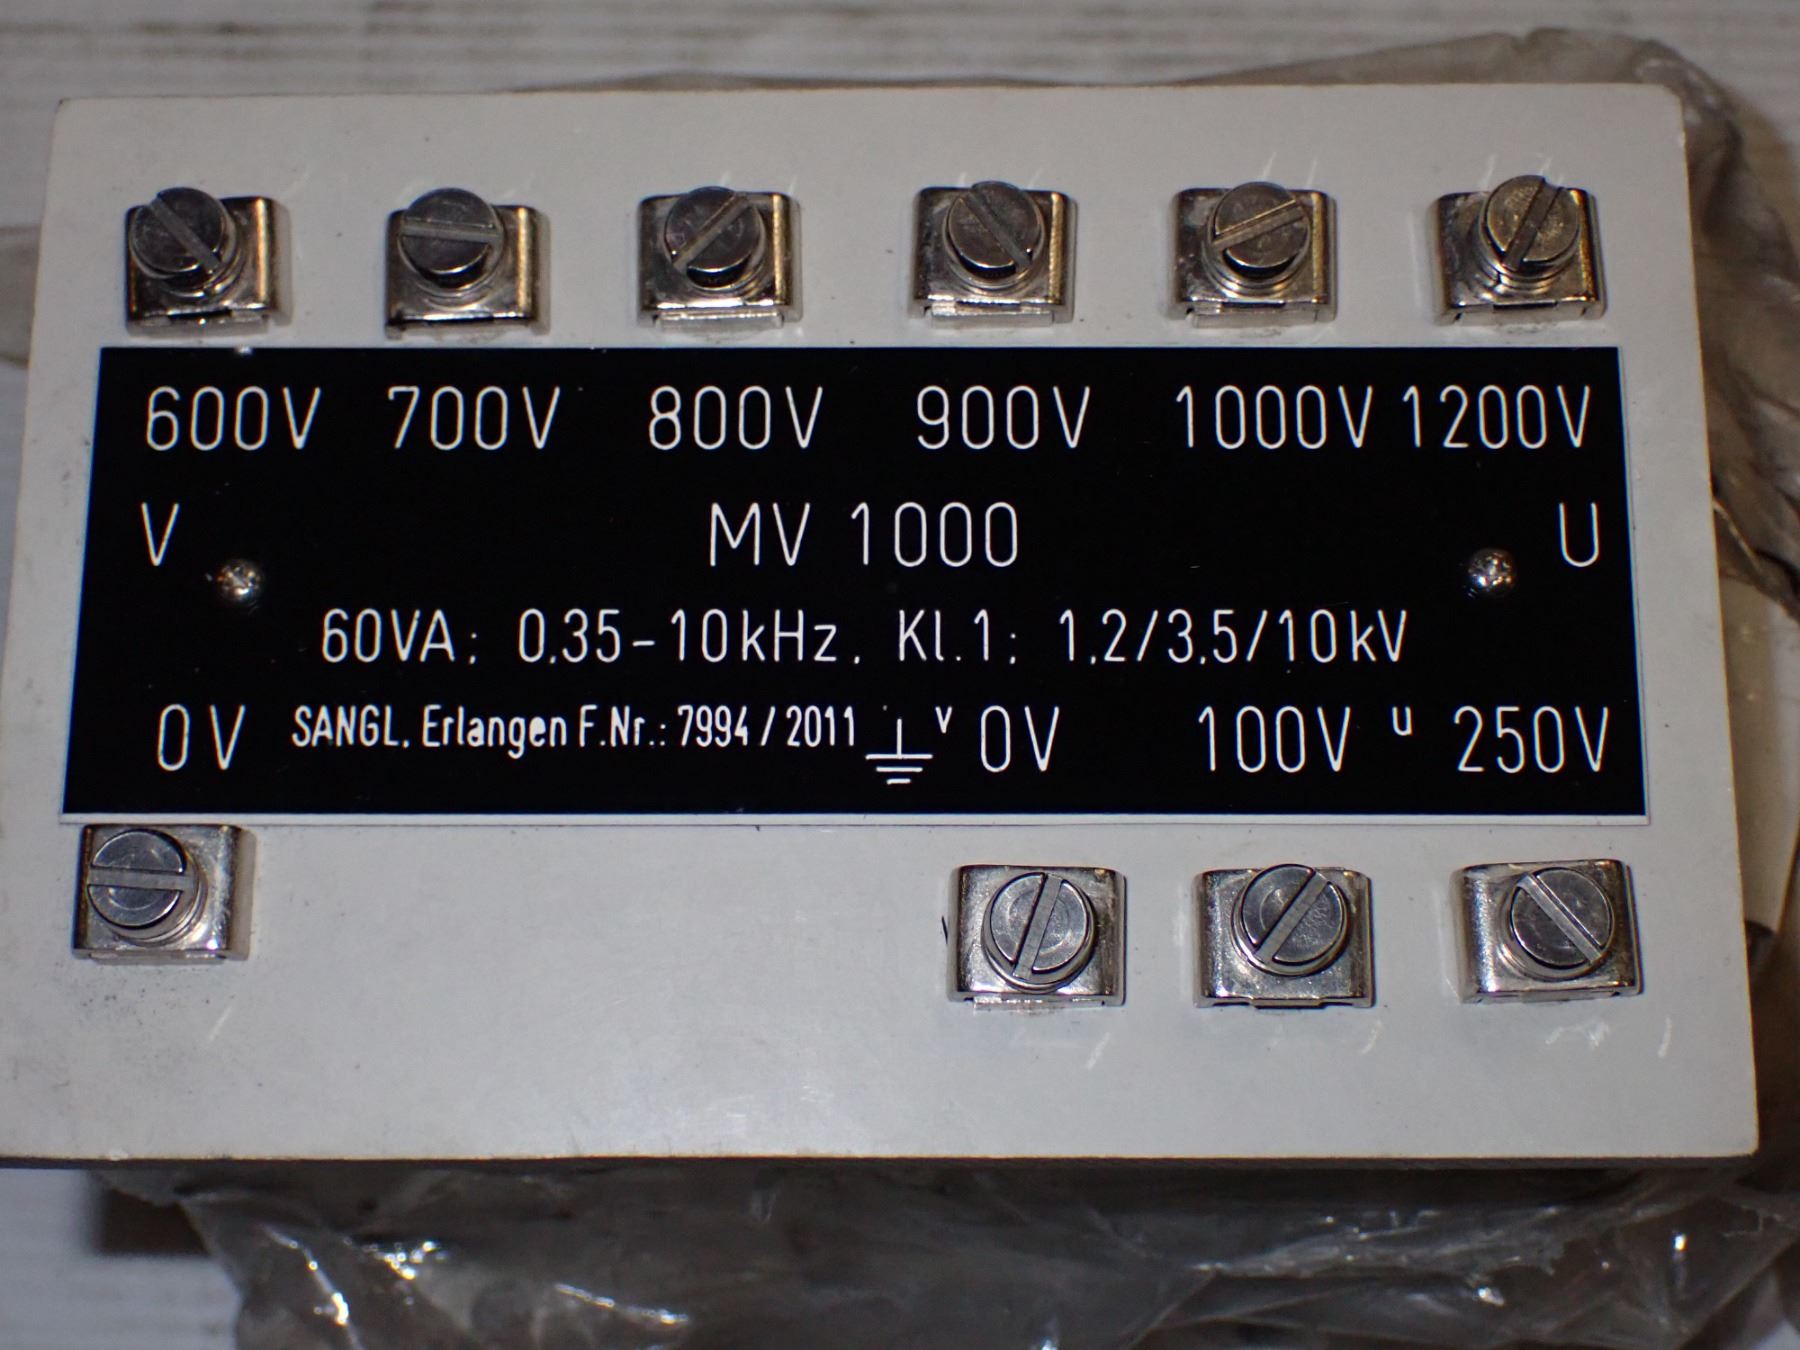 600V 700V 800V 900V 1000V 1200V
V MV 1000 U
60VA; 0.35-10kHz. Kl.1; 1.2/3.5/10kV
0V SANGL. Erlangen F.Nr.: 7994/2011 v 0V 100V u 250V